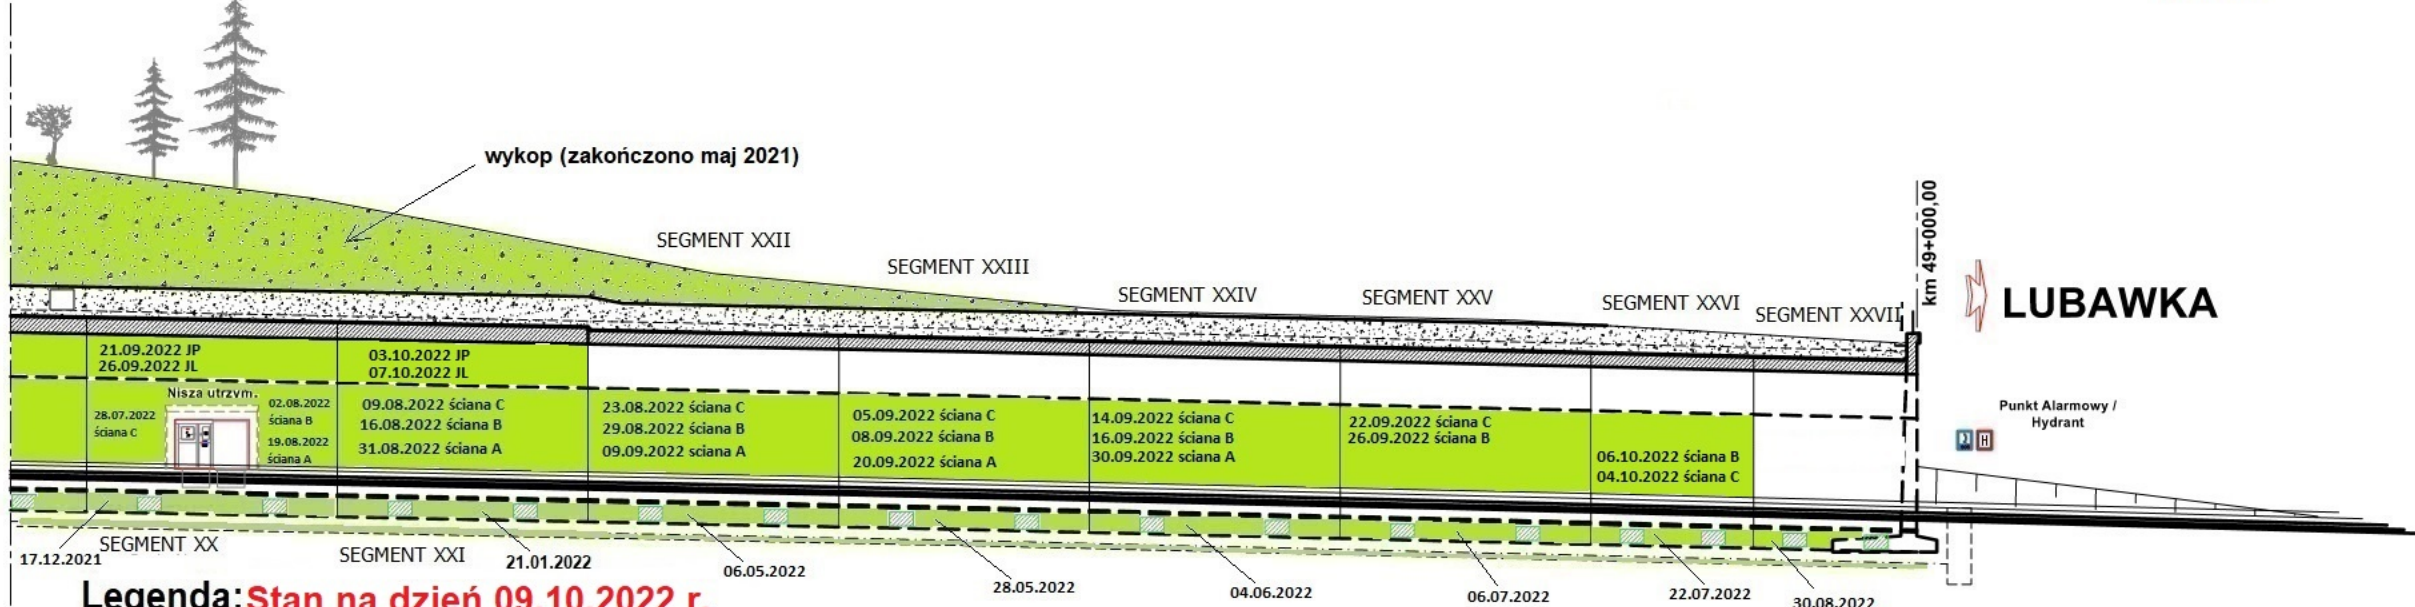 wykop (zakończono maj 2021)
SEGMENT XXII
SEGMENT XXIII
SEGMENT XXIV
SEGMENT XXV
SEGMENT XXVI
SEGMENT XXVII
km 49+000,00
LUBAWKA
21.09.2022 JP
26.09.2022 JL
03.10.2022 JP
07.10.2022 JL
Nisza utrzym.
28.07.2022
ściana C
02.08.2022
ściana B
19.08.2022
ściana A
09.08.2022 ściana C
16.08.2022 ściana B
31.08.2022 ściana A
23.08.2022 ściana C
29.08.2022 ściana B
09.09.2022 sciana A
05.09.2022 ściana C
08.09.2022 ściana B
20.09.2022 ściana A
14.09.2022 ściana C
16.09.2022 ściana B
30.09.2022 sciana A
22.09.2022 ściana C
26.09.2022 ściana B
06.10.2022 ściana B
04.10.2022 ściana C
Punkt Alarmowy /
Hydrant
H
17.12.2021
SEGMENT XX
SEGMENT XXI
21.01.2022
06.05.2022
28.05.2022
04.06.2022
06.07.2022
22.07.2022
30.08.2022
Legenda: Stan na dzień 09.10.2022 r.